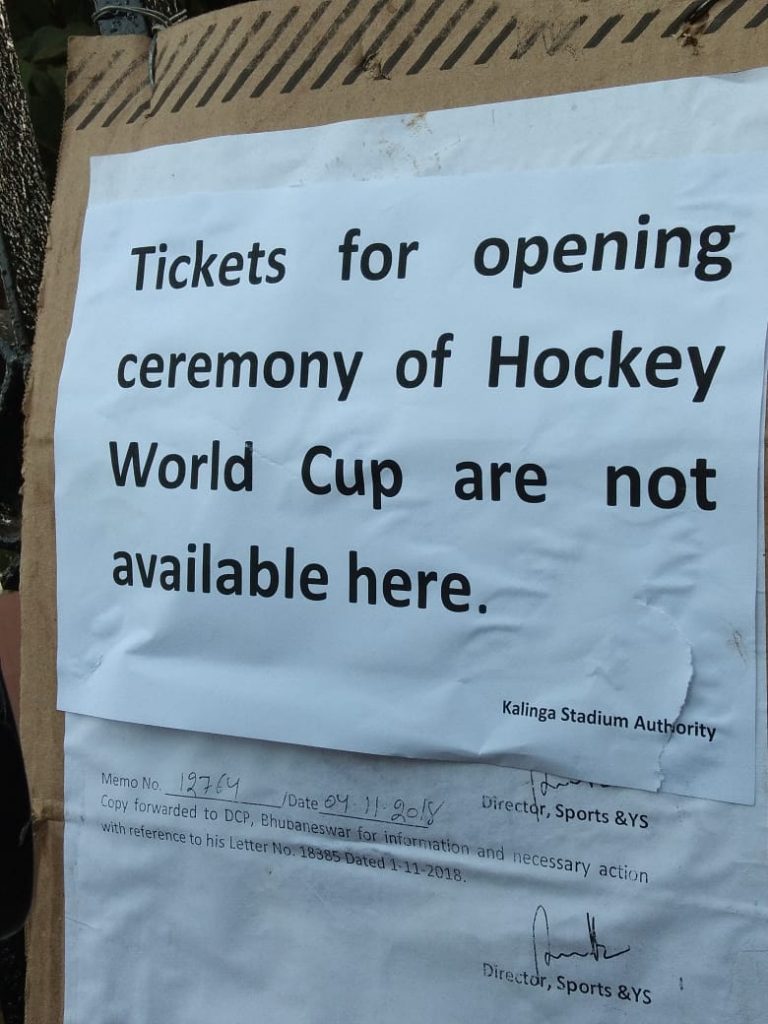 Tickets for opening
ceremony of Hockey
World Cup are not
available here.
Kalinga Stadium Authority
Director, Sports &YS
Memo No. 12764 /Date 04.11.2018
Copy forwarded to DCP, Bhubaneswar for information and necessary action
with reference to his Letter No. 18385 Dated 1-11-2018.
Director, Sports &YS